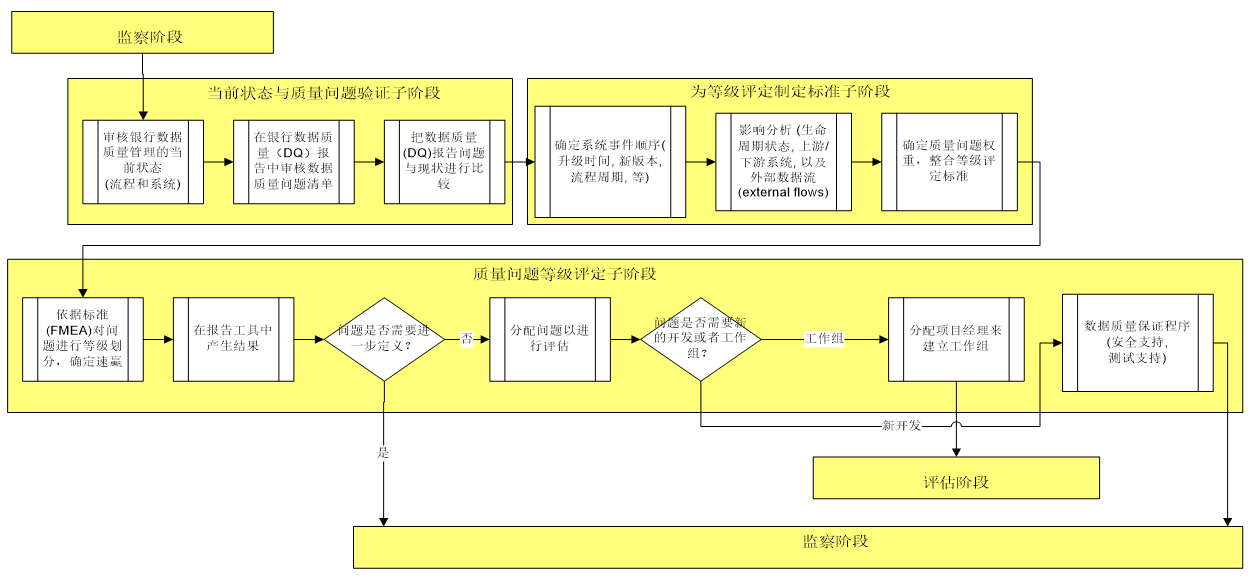 监察阶段
当前状态与质量问题验证子阶段
审核银行数据
质量管理的当
前状态
(流程和系统)
在银行数据质
量（DQ）报
告中审核数据
质量问题清单
把数据质量
(DQ)报告问题
与现状进行比
较
为等级评定制定标准子阶段
确定系统事件顺序(
升级时间, 新版本,
流程周期, 等)
影响分析 (生命
周期状态, 上游/
下游系统, 以及
外部数据流
(external flows)
确定质量问题权
重，整合等级评
定标准
质量问题等级评定子阶段
依据标准
(FMEA)对问
题进行等级划
分，确定速赢
在报告工具中
产生结果
问题是否需要进
一步定义？
否
分配问题以进
行评估
问题是否需要新
的开发或者工作
组？
工作组
分配项目经理来
建立工作组
数据质量保证程序
(安全支持,
测试支持)
新开发
是
评估阶段
监察阶段